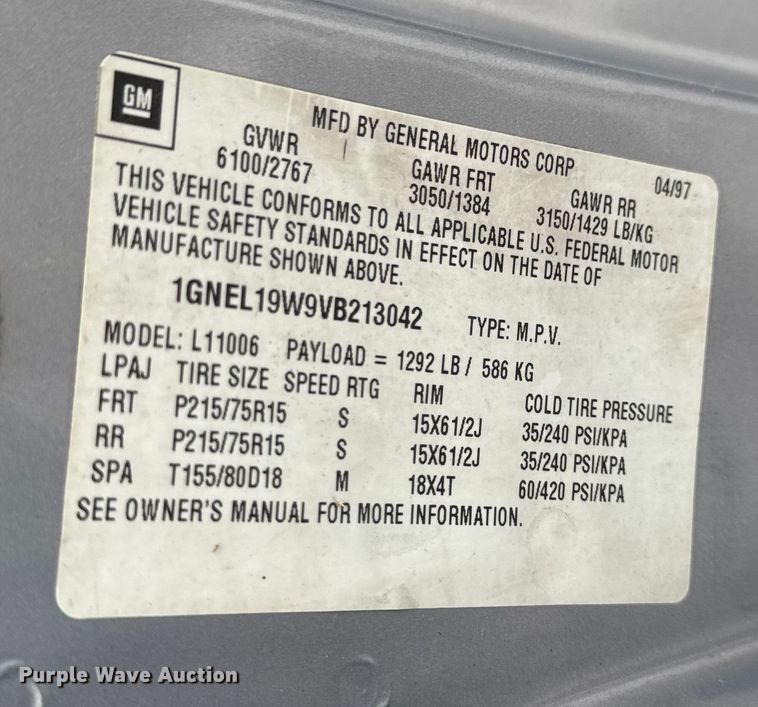 GM
MFD BY GENERAL MOTORS CORP 04/97
GVWR GAWR FRT GAWR RR
6100/2767 3050/1384 3150/1429 LB/KG
THIS VEHICLE CONFORMS TO ALL APPLICABLE U.S. FEDERAL MOTOR
VEHICLE SAFETY STANDARDS IN EFFECT ON THE DATE OF
MANUFACTURE SHOWN ABOVE.
1GNEL19W9VB213042 TYPE: M.P.V.
MODEL: L11006 PAYLOAD = 1292 LB / 586 KG
LPAJ TIRE SIZE SPEED RTG RIM COLD TIRE PRESSURE
FRT P215/75R15 S 15X61/2J 35/240 PSI/KPA
RR P215/75R15 S 15X61/2J 35/240 PSI/KPA
SPA T155/80D18 M 18X4T 60/420 PSI/KPA
SEE OWNER'S MANUAL FOR MORE INFORMATION.
Purple Wave Auction